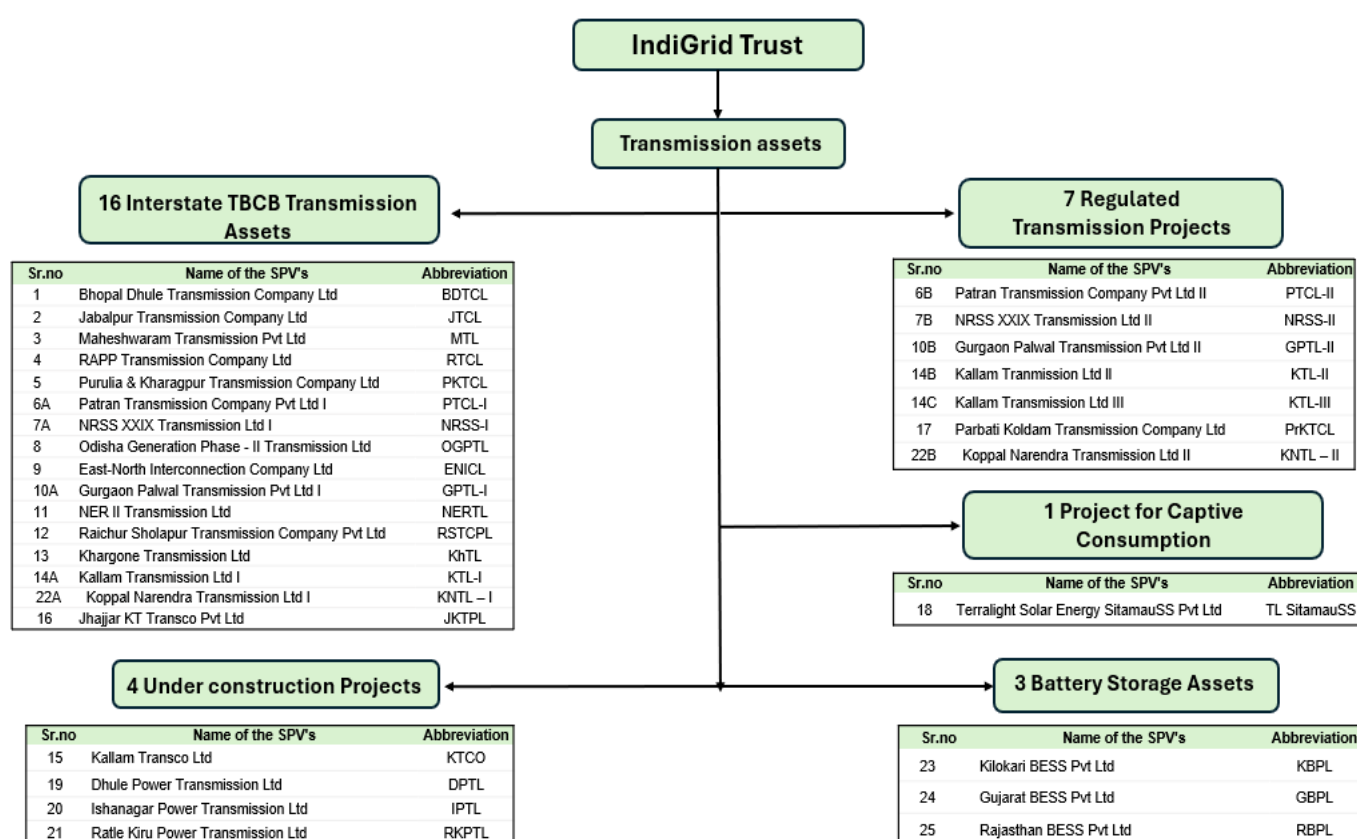 IndiGrid Trust
Transmission assets
16 Interstate TBCB Transmission
Assets
Sr.no Name of the SPV's Abbreviation
1 Bhopal Dhule Transmission Company Ltd BDTCL
2 Jabalpur Transmission Company Ltd JTCL
3 Maheshwaram Transmission Pvt Ltd MTL
4 RAPP Transmission Company Ltd RTCL
5 Purulia & Kharagpur Transmission Company Ltd PKTCL
6A Patran Transmission Company Pvt Ltd I PTCL-I
7A NRSS XXIX Transmission Ltd I NRSS-I
8 Odisha Generation Phase - II Transmission Ltd OGPTL
9 East-North Interconnection Company Ltd ENICL
10A Gurgaon Palwal Transmission Pvt Ltd I GPTL-I
11 NER II Transmission Ltd NERTL
12 Raichur Sholapur Transmission Company Pvt Ltd RSTCPL
13 Khargone Transmission Ltd KhTL
14A Kallam Transmission Ltd I KTL-I
22A Koppal Narendra Transmission Ltd I KNTL – I
16 Jhajjar KT Transco Pvt Ltd JKTPL
7 Regulated
Transmission Projects
Sr.no Name of the SPV's Abbreviation
6B Patran Transmission Company Pvt Ltd II PTCL-II
7B NRSS XXIX Transmission Ltd II NRSS-II
10B Gurgaon Palwal Transmission Pvt Ltd II GPTL-II
14B Kallam Tranmission Ltd II KTL-II
14C Kallam Transmission Ltd III KTL-III
17 Parbati Koldam Transmission Company Ltd PrKTCL
22B Koppal Narendra Transmission Ltd II KNTL – II
1 Project for Captive
Consumption
Sr.no Name of the SPV's Abbreviation
18 Terralight Solar Energy SitamauSS Pvt Ltd TL SitamauSS
4 Under construction Projects
Sr.no Name of the SPV's Abbreviation
15 Kallam Transco Ltd KTCO
19 Dhule Power Transmission Ltd DPTL
20 Ishanagar Power Transmission Ltd IPTL
21 Ratle Kiru Power Transmission Ltd RKPTL
3 Battery Storage Assets
Sr.no Name of the SPV's Abbreviation
23 Kilokari BESS Pvt Ltd KBPL
24 Gujarat BESS Pvt Ltd GBPL
25 Rajasthan BESS Pvt Ltd RBPL